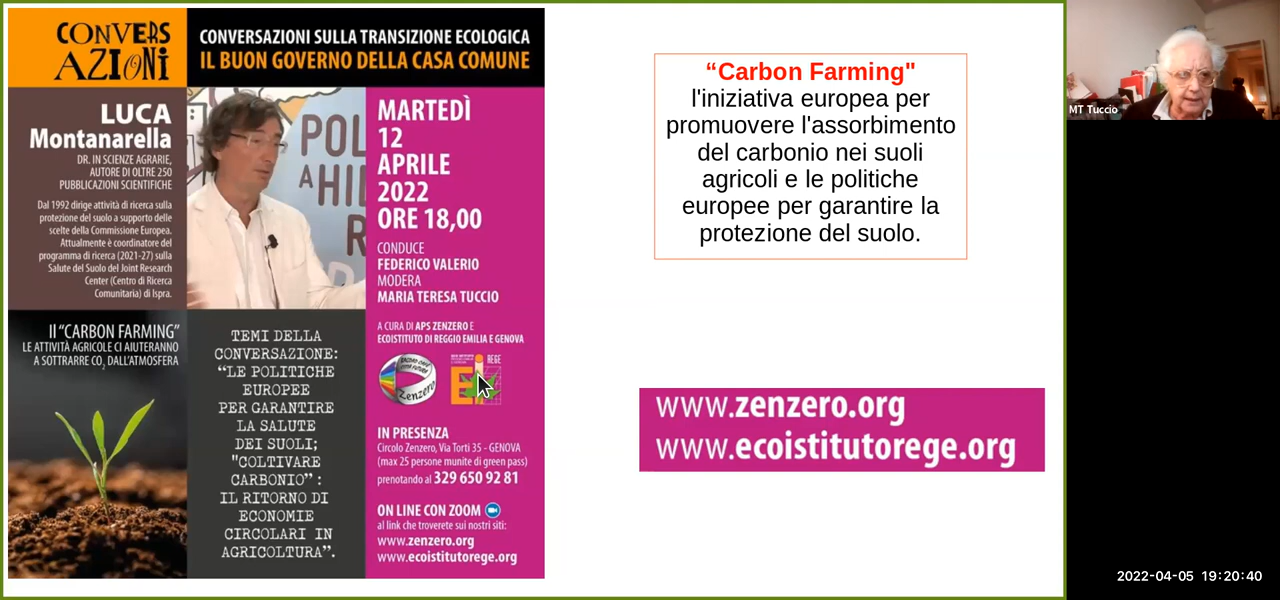 CONVERS
AZIONI
CONVERSAZIONI SULLA TRANSIZIONE ECOLOGICA
IL BUON GOVERNO DELLA CASA COMUNE
LUCA
Montanarella
DR. IN SCIENZE AGRARIE,
AUTORE DI OLTRE 250
PUBBLICAZIONI SCIENTIFICHE
Dal 1992 dirige attività di ricerca sulla
protezione del suolo a supporto delle
scelte della Commissione Europea.
Attualmente è coordinatore del
programma di ricerca (2021-27) sulla
Salute del Suolo del Joint Research
Center (Centro di Ricerca
Comunitaria) di Ispra.
POL
A HI
R
MARTEDÌ
12
APRILE
2022
ORE 18,00
CONDUCE
FEDERICO VALERIO
MODERA
MARIA TERESA TUCCIO
A CURA DI APS ZENZERO E
ECOISTITUTO DI REGGIO EMILIA E GENOVA
Zenzero
REGE
IN PRESENZA
Circolo Zenzero, Via Torti 35 - GENOVA
(max 25 persone munite di green pass)
prenotando al 329 650 92 81
ON LINE CON ZOOM
al link che troverete sui nostri siti:
www.zenzero.org
www.ecoistitutorege.org
Il “CARBON FARMING”
LE ATTIVITÀ AGRICOLE CI AIUTERANNO
A SOTTRARRE CO2 DALL'ATMOSFERA
TEMI DELLA
CONVERSAZIONE:
“LE POLITICHE
EUROPEE
PER GARANTIRE
LA SALUTE
DEI SUOLI;
"COLTIVARE
CARBONIO” :
IL RITORNO DI
ECONOMIE
CIRCOLARI IN
AGRICOLTURA”.
“Carbon Farming"
l'iniziativa europea per
promuovere l'assorbimento
del carbonio nei suoli
agricoli e le politiche
europee per garantire la
protezione del suolo.
www.zenzero.org
www.ecoistitutorege.org
MT Tuccio
2022-04-05 19:20:40